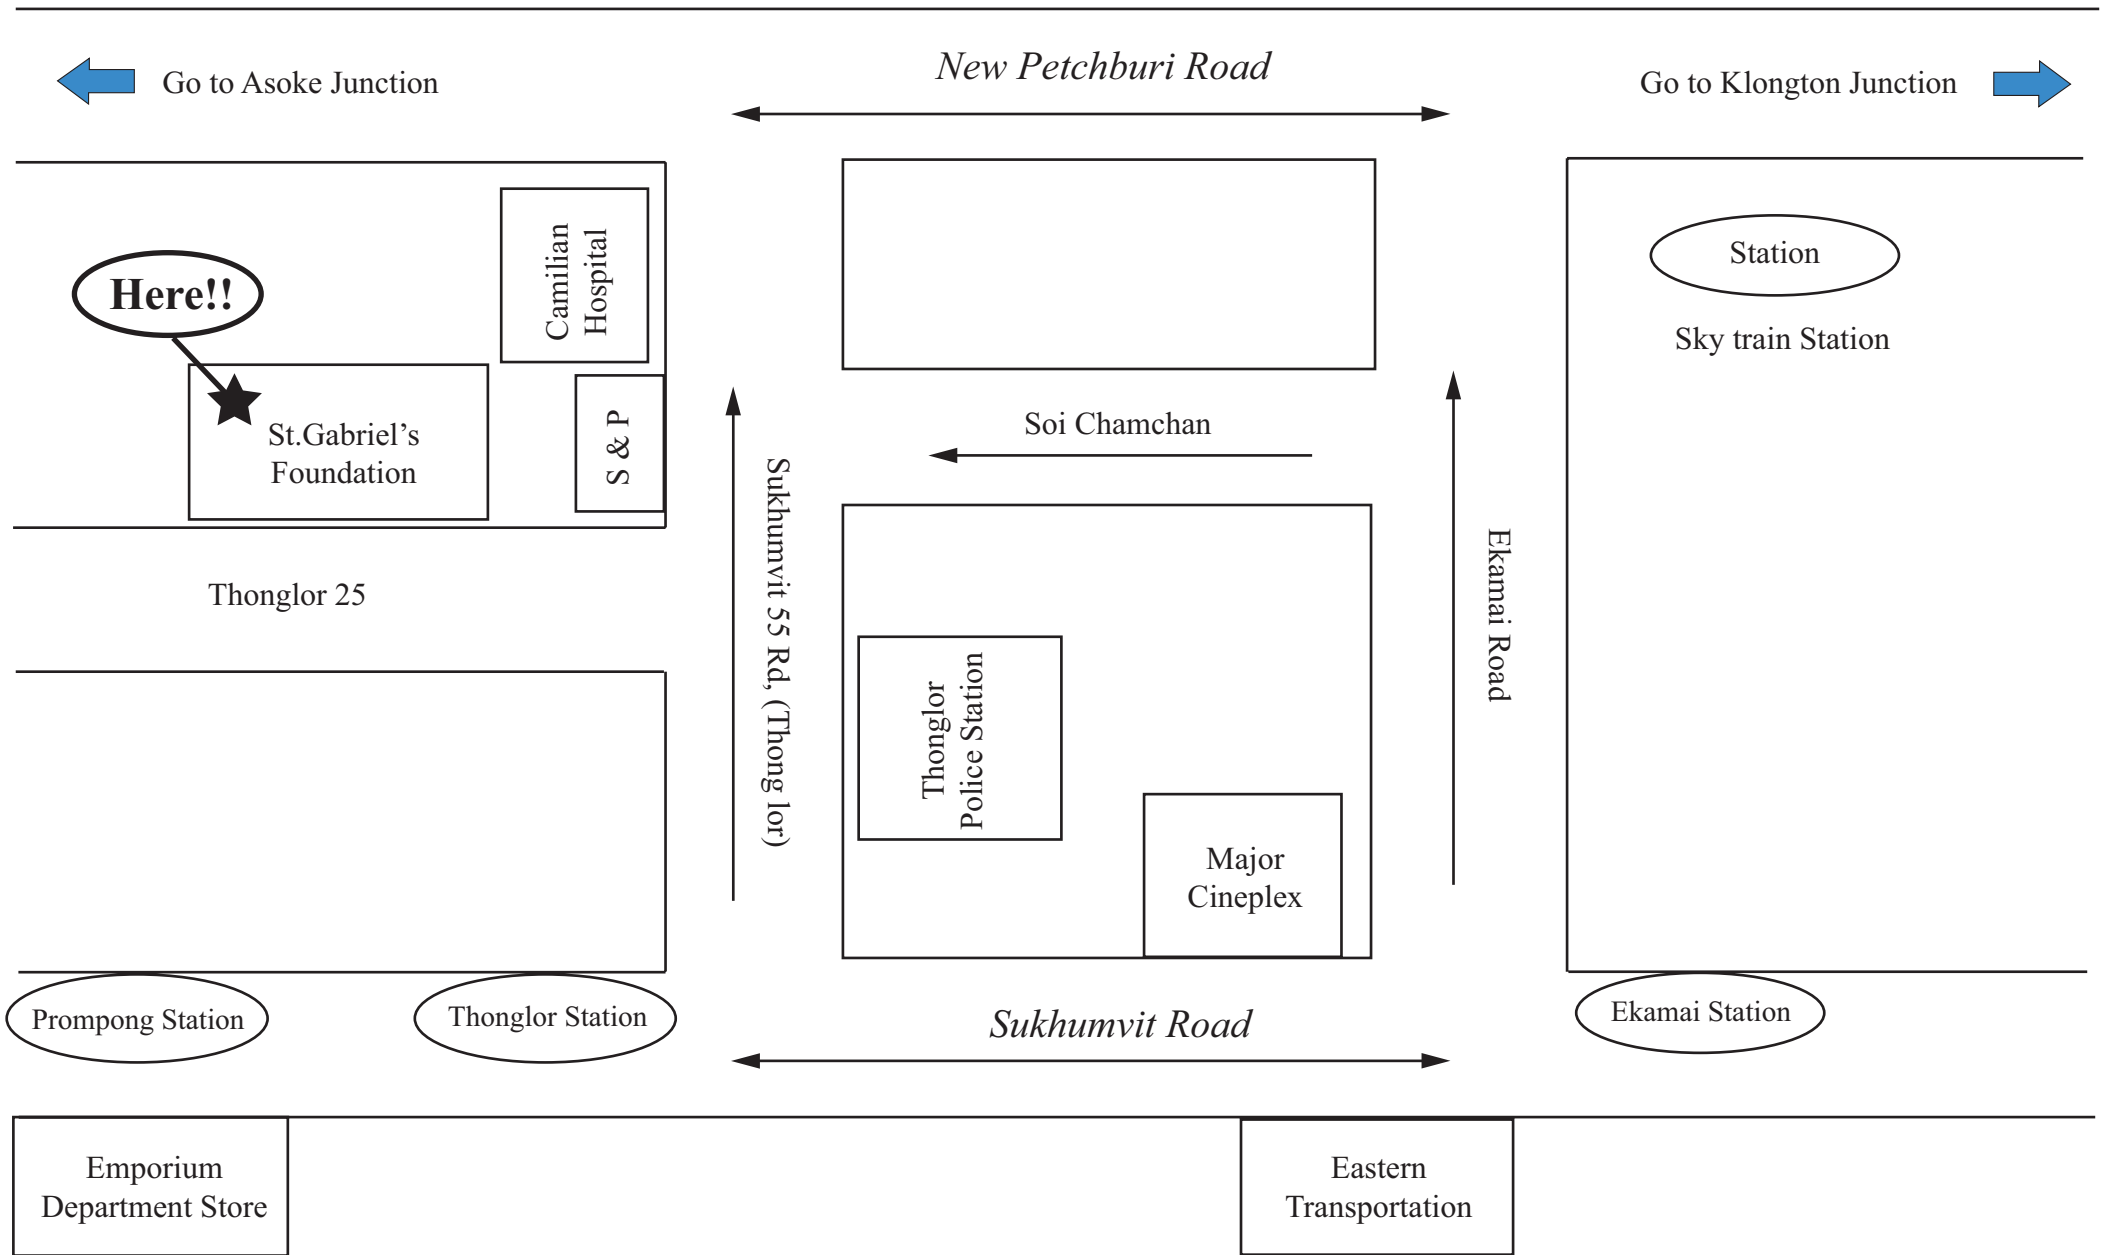 New Petchburi Road
Go to Asoke Junction
Go to Klongton Junction
Camilian
Hospital
Station
Here!!
Sky train Station
St.Gabriel's
Foundation
S & P
Soi Chamchan
Sukhumvit 55 Rd, (Thong lor)
Ekamai Road
Thonglor 25
Thonglor
Police Station
Major
Cineplex
Prompong Station
Thonglor Station
Sukhumvit Road
Ekamai Station
Emporium
Department Store
Eastern
Transportation